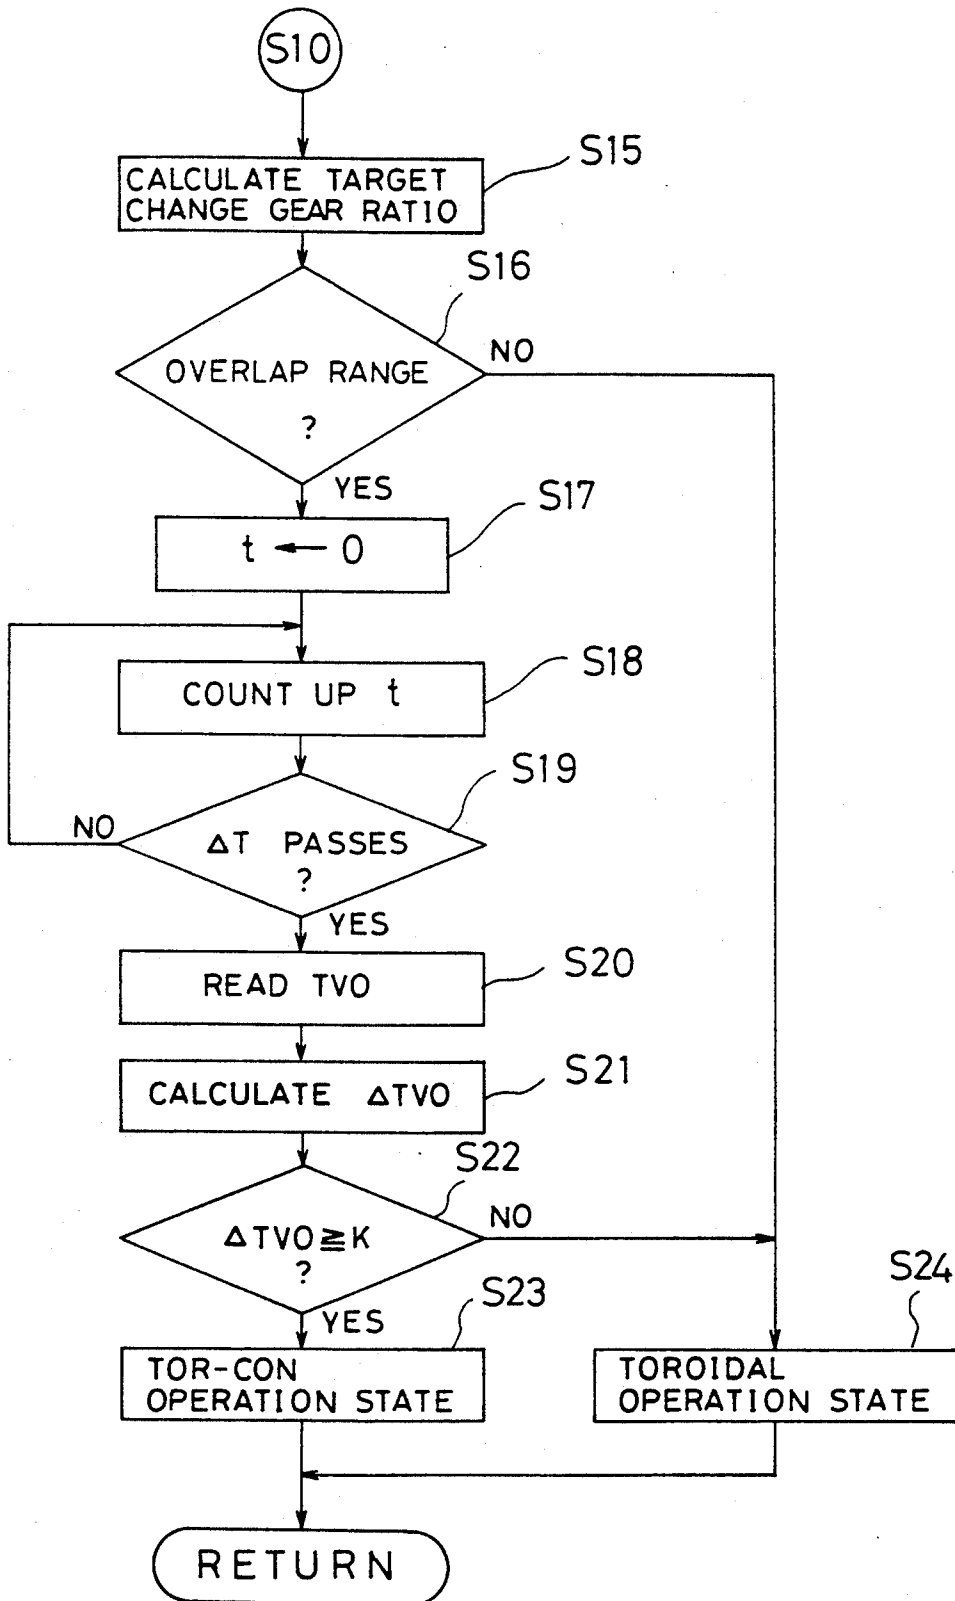 S10
S15
CALCULATE TARGET
CHANGE GEAR RATIO
S16
OVERLAP RANGE
?
NO
YES
S17
t ← 0
S18
COUNT UP t
S19
ΔT PASSES
?
NO
YES
S20
READ TVO
S21
CALCULATE ΔTVO
S22
ΔTVO≧K
?
NO
YES
S23
TOR-CON
OPERATION STATE
S24
TOROIDAL
OPERATION STATE
RETURN